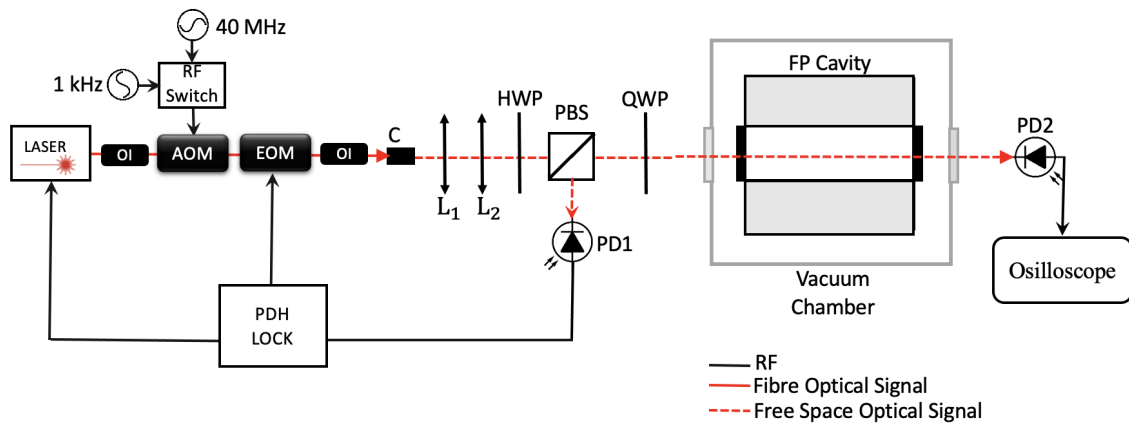 40 MHz
1 kHz
RF
Switch
LASER
OI
AOM
EOM
OI
C
L₁
L₂
HWP
PBS
QWP
FP Cavity
PD2
PD1
Vacuum
Chamber
Osilloscope
PDH
LOCK
RF
Fibre Optical Signal
Free Space Optical Signal